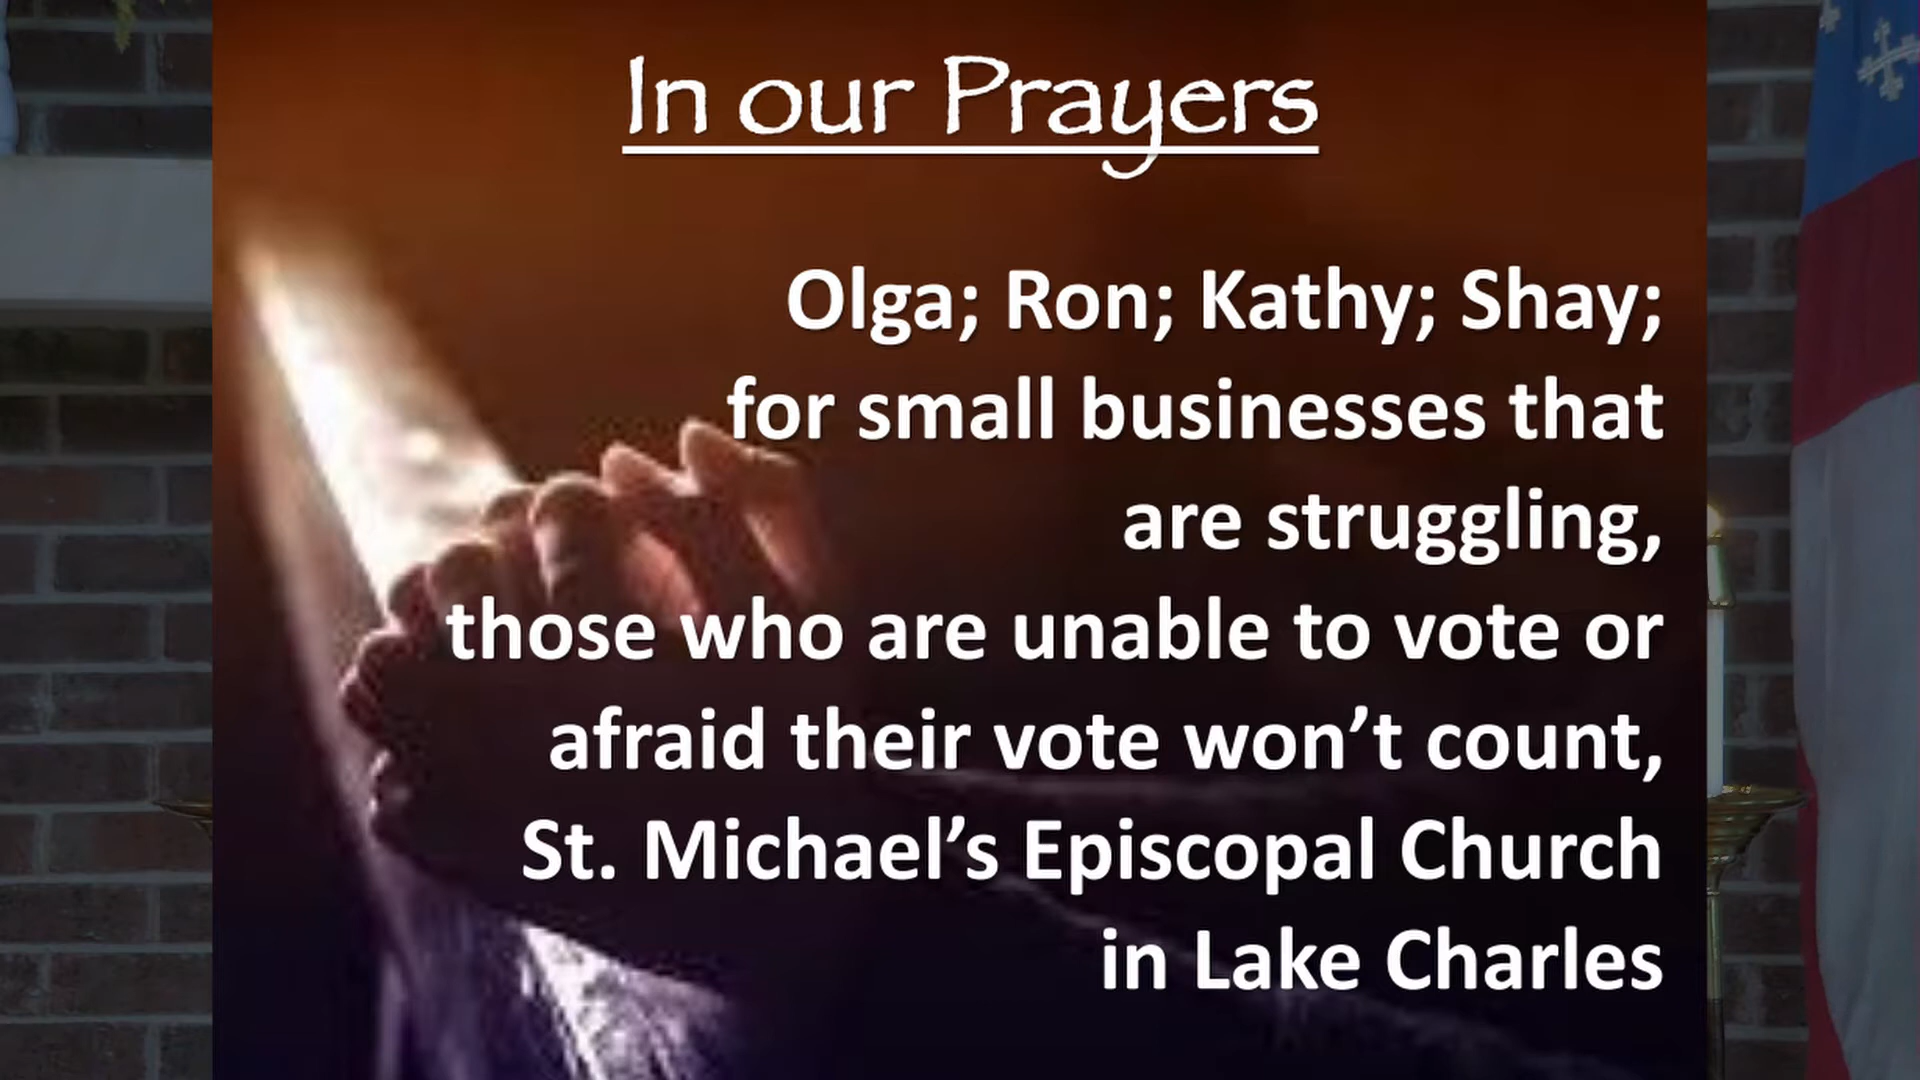 In our Prayers
Olga; Ron; Kathy; Shay;
for small businesses that
are struggling,
those who are unable to vote or
afraid their vote won’t count,
St. Michael’s Episcopal Church
in Lake Charles